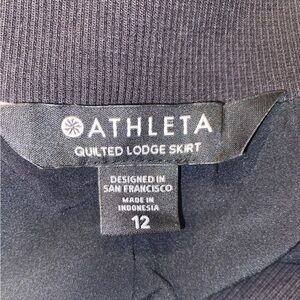 ATHLETA
QUILTED LODGE SKIRT
DESIGNED IN
SAN FRANCISCO
MADE IN
INDONESIA
12